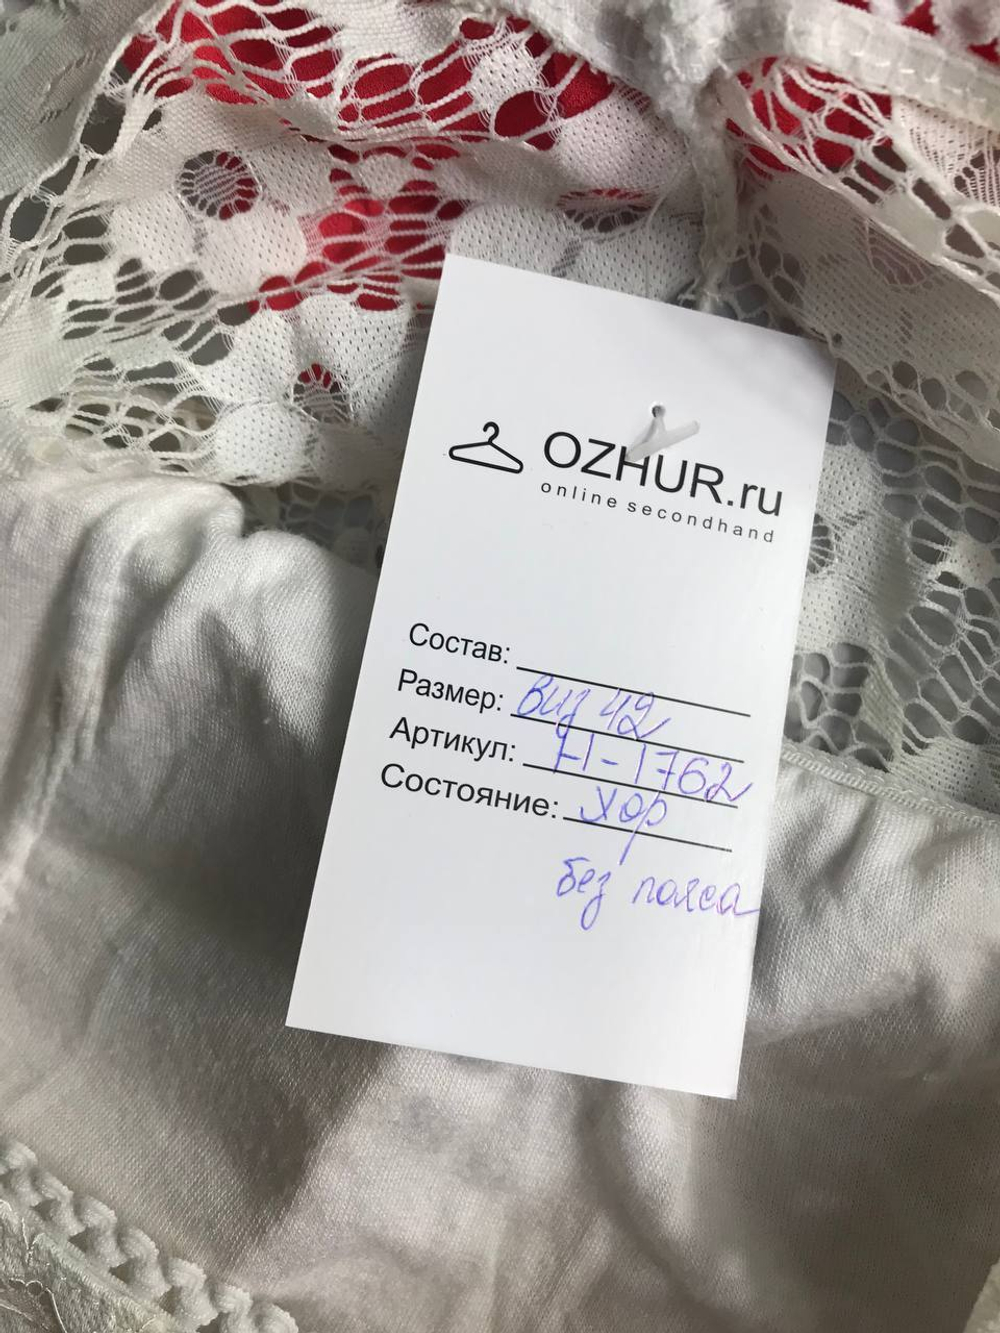 OZHUR.ru
online secondhand
Состав:
Размер: виз 42
Артикул: Н-1762
Состояние: хор
без пояса